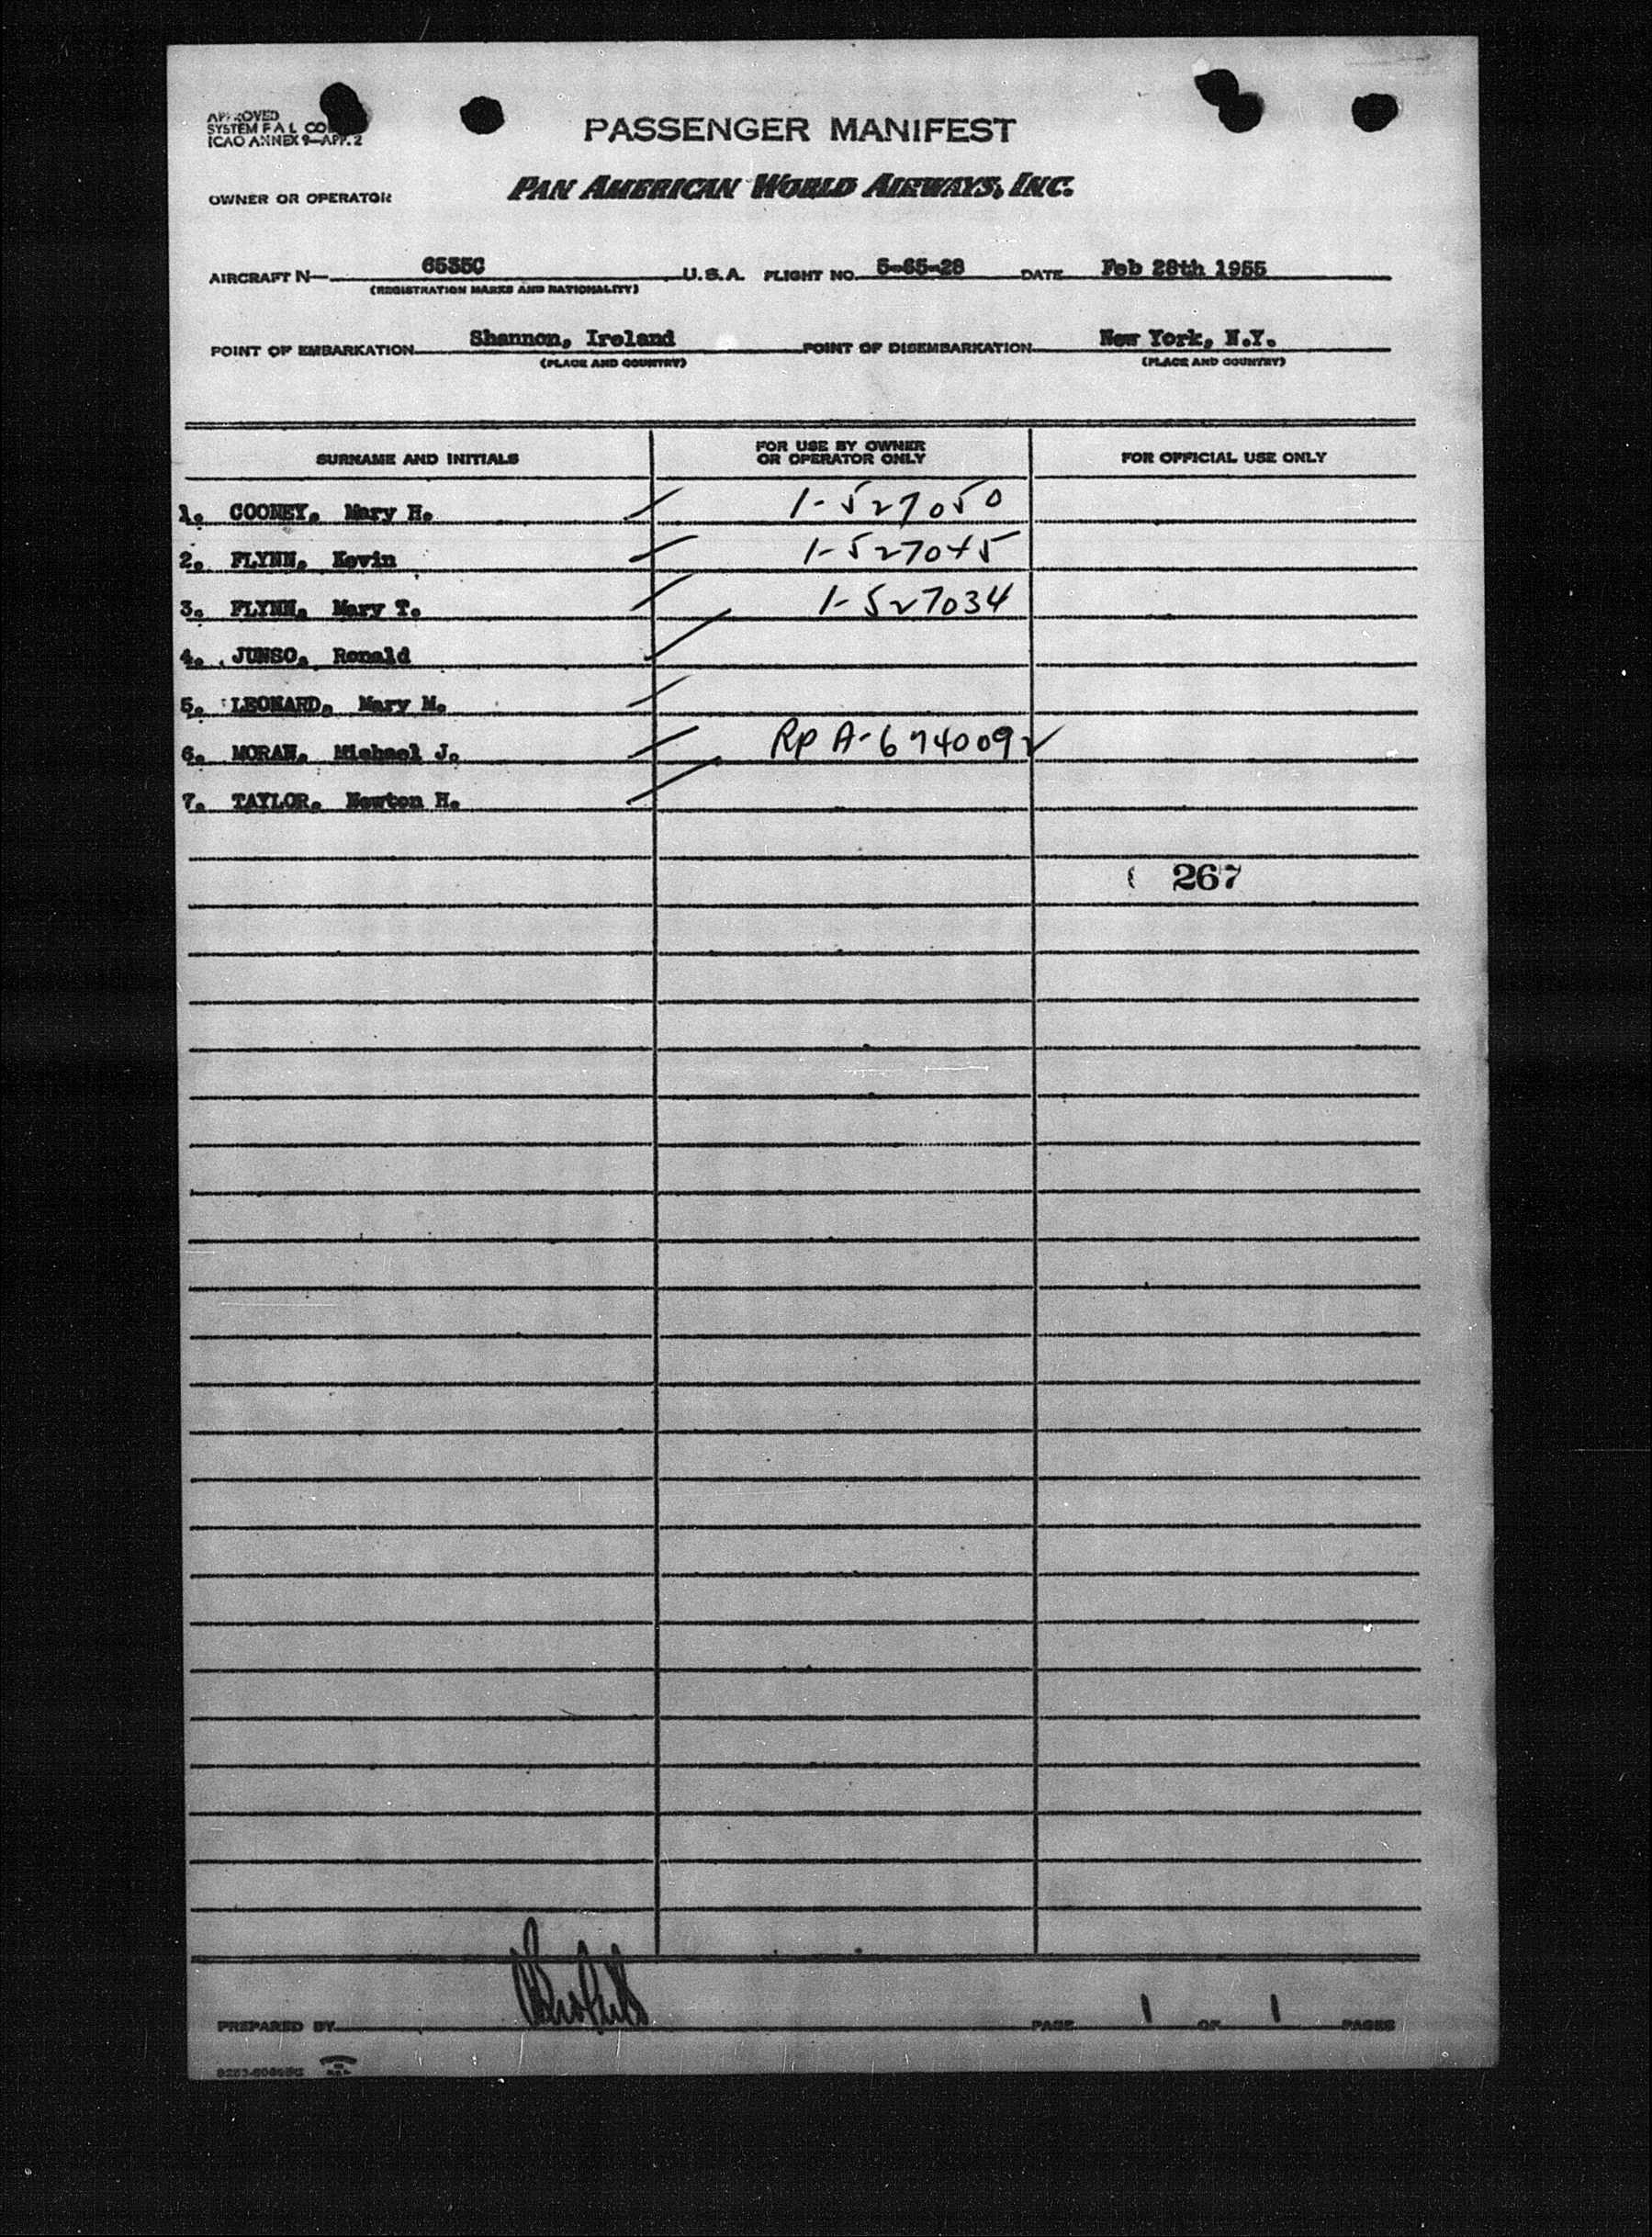 APPROVED
SYSTEM F A L CO
ICAO ANNEX 9—APP. 2
PASSENGER MANIFEST
OWNER OR OPERATOR PAN AMERICAN WORLD AIRWAYS, INC.
AIRCRAFT N— 6535C U.S.A. FLIGHT NO. 5-65-28 DATE Feb 28th 1955
(REGISTRATION MARKS AND NATIONALITY)
POINT OF EMBARKATION Shannon, Ireland POINT OF DISEMBARKATION New York, N.Y.
(PLACE AND COUNTRY) (PLACE AND COUNTRY)
SURNAME AND INITIALS FOR USE BY OWNER OR OPERATOR ONLY FOR OFFICIAL USE ONLY
1. COONEY, Mary H. 1-527050
2. FLYNN, Kevin 1-527045
3. FLYNN, Mary T. 1-527034
4. JUNSO, Ronald
5. LEONARD, Mary M.
6. MORAN, Michael J. Rp A-6740092
7. TAYLOR, Newton H.
267
PREPARED BY PAGE 1 OF 1 PAGES